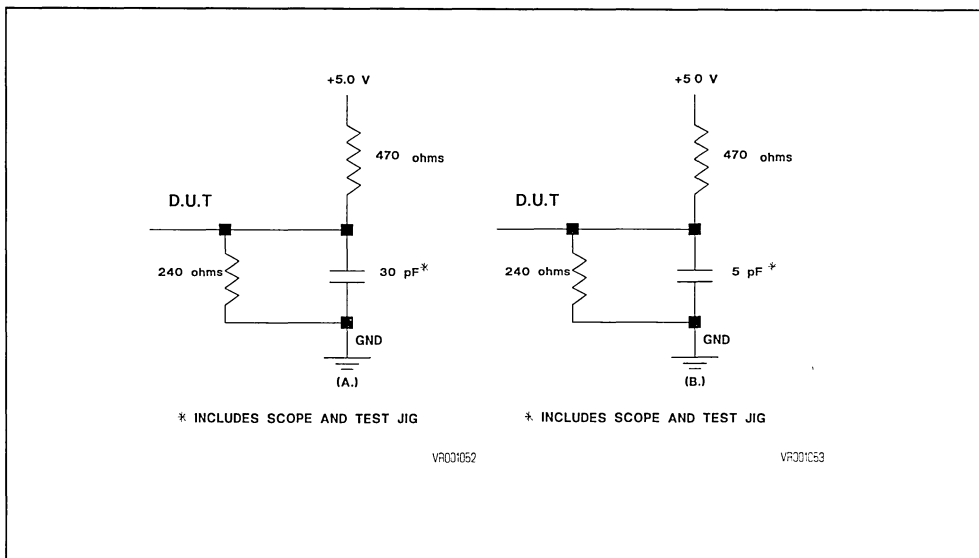 +5.0 V
470 ohms
D.U.T
240 ohms
30 pF*
GND
(A.)
* INCLUDES SCOPE AND TEST JIG
VR001052
+5 0 V
470 ohms
D.U.T
240 ohms
5 pF *
GND
(B.)
* INCLUDES SCOPE AND TEST JIG
VR001053